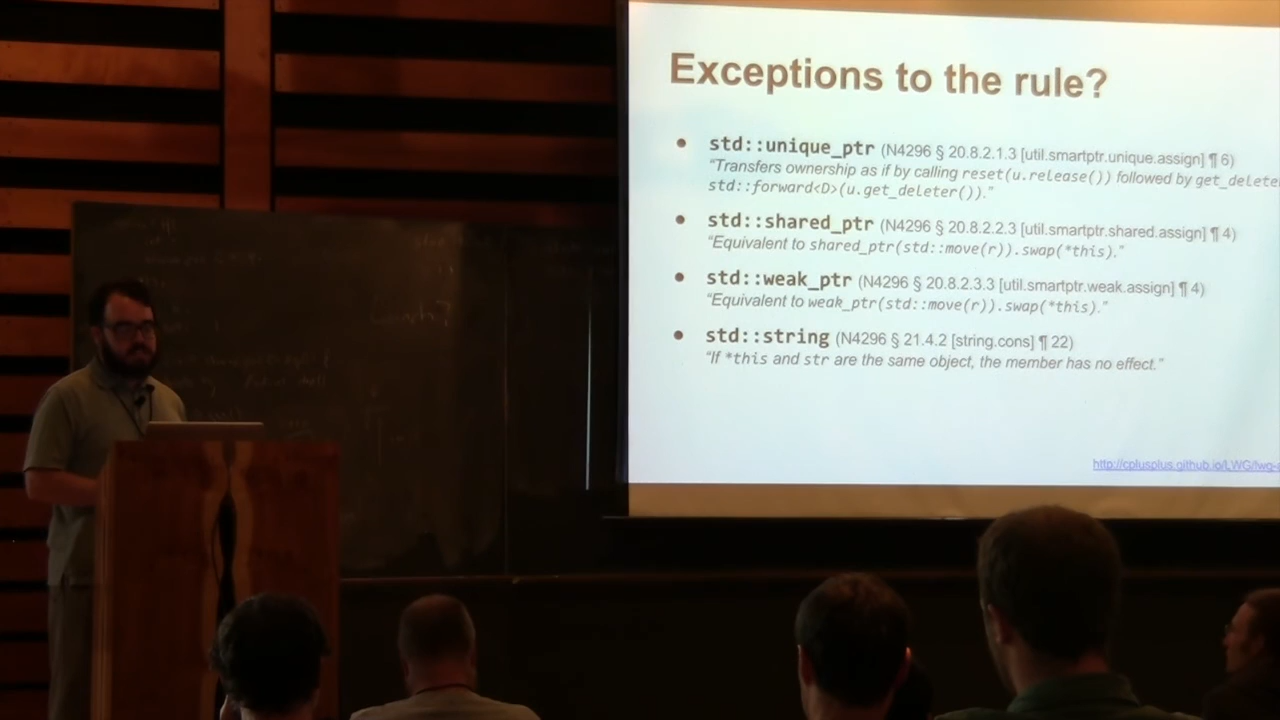 Exceptions to the rule?
● std::unique_ptr (N4296 § 20.8.2.1.3 [util.smartptr.unique.assign] ¶ 6)
“Transfers ownership as if by calling reset(u.release()) followed by get_delete
std::forward<D>(u.get_deleter()).”
● std::shared_ptr (N4296 § 20.8.2.2.3 [util.smartptr.shared.assign] ¶ 4)
“Equivalent to shared_ptr(std::move(r)).swap(*this).”
● std::weak_ptr (N4296 § 20.8.2.3.3 [util.smartptr.weak.assign] ¶ 4)
“Equivalent to weak_ptr(std::move(r)).swap(*this).”
● std::string (N4296 § 21.4.2 [string.cons] ¶ 22)
“If *this and str are the same object, the member has no effect.”
http://cplusplus.github.io/LWG/lwg-